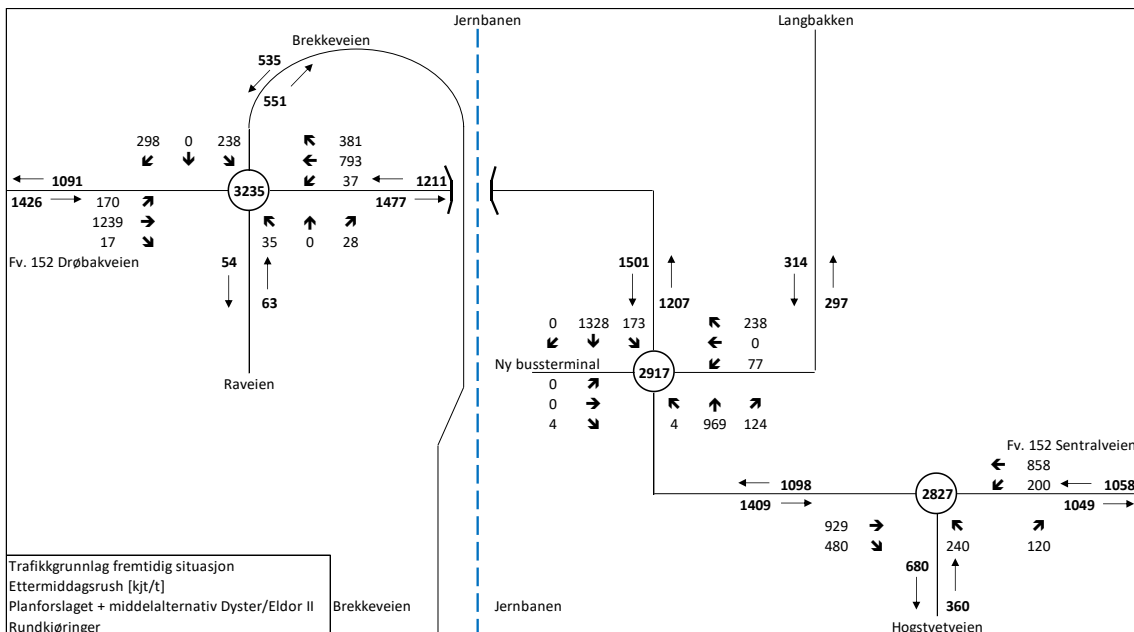 Jernbanen
Langbakken
Brekkeveien
535
551
298 0 238
381
793
37
1091
1426
170
1239
17
3235
1211
1477
35 0 28
Fv. 152 Drøbakveien
54
63
Raveien
1501
1207
314
297
0 1328 173
238
0
77
Ny bussterminal
2917
0
0
4
4 969 124
Fv. 152 Sentralveien
858
200
1098
1409
2827
1058
1049
929
480
240 120
680
360
Hogstvetveien
Trafikkgrunnlag fremtidig situasjon
Ettermiddagsrush [kjt/t]
Planforslaget + middelalternativ Dyster/Eldor II
Rundkjøringer
Brekkeveien
Jernbanen